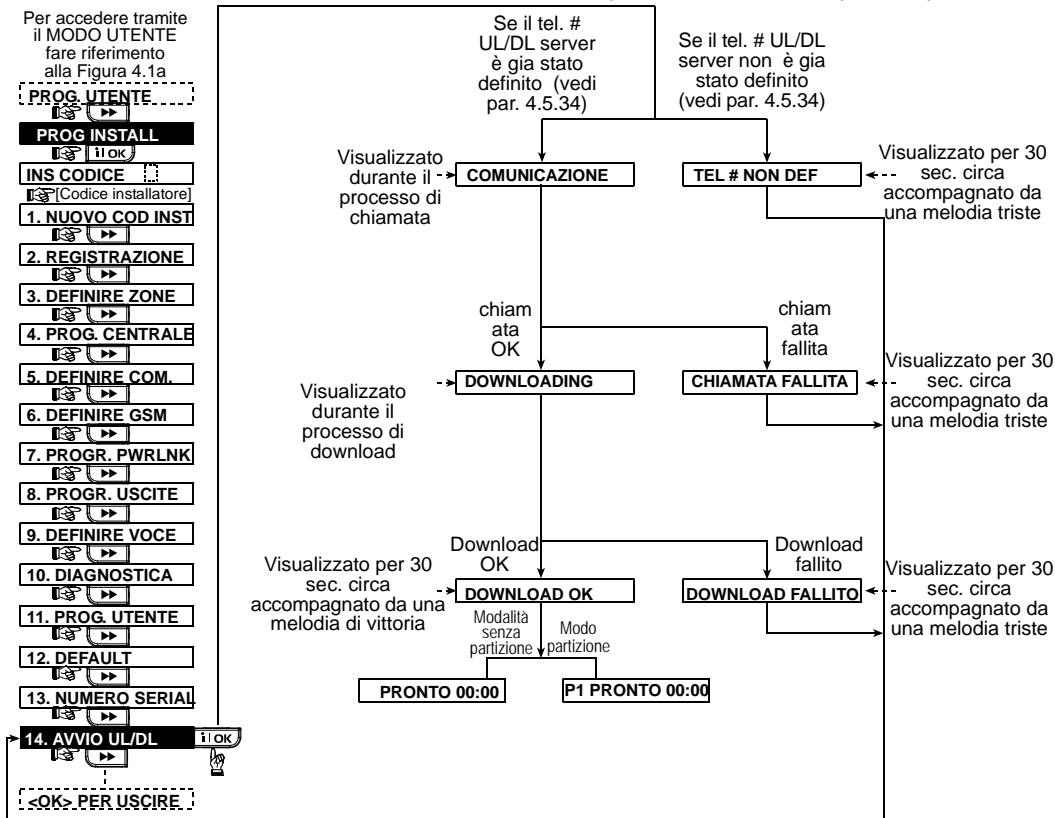 Per accedere tramite
il MODO UTENTE
fare riferimento
alla Figura 4.1a
PROG. UTENTE
PROG INSTALL
i OK
INS CODICE
[Codice installatore]
1. NUOVO COD INST
2. REGISTRAZIONE
3. DEFINIRE ZONE
4. PROG. CENTRALE
5. DEFINIRE COM.
6. DEFINIRE GSM
7. PROGR. PWRLNK
8. PROGR. USCITE
9. DEFINIRE VOCE
10. DIAGNOSTICA
11. PROG. UTENTE
12. DEFAULT
13. NUMERO SERIAL
14. AVVIO UL/DL
i OK
<OK> PER USCIRE
Se il tel. #
UL/DL server
è gia stato
definito (vedi
par. 4.5.34)
Se il tel. # UL/DL
server non è gia
stato definito
(vedi par. 4.5.34)
Visualizzato
durante il
processo di
chiamata
COMUNICAZIONE
TEL # NON DEF
Visualizzato per 30
sec. circa
accompagnato da
una melodia triste
chiam
ata
OK
chiam
ata
fallita
Visualizzato
durante il
processo di
download
DOWNLOADING
CHIAMATA FALLITA
Visualizzato per 30
sec. circa
accompagnato da
una melodia triste
Download
OK
Download
fallito
Visualizzato per 30
sec. circa
accompagnato da una
melodia di vittoria
DOWNLOAD OK
DOWNLOAD FALLITO
Visualizzato per 30
sec. circa
accompagnato da
una melodia triste
Modalità
senza
partizione
Modo
partizione
PRONTO 00:00
P1 PRONTO 00:00